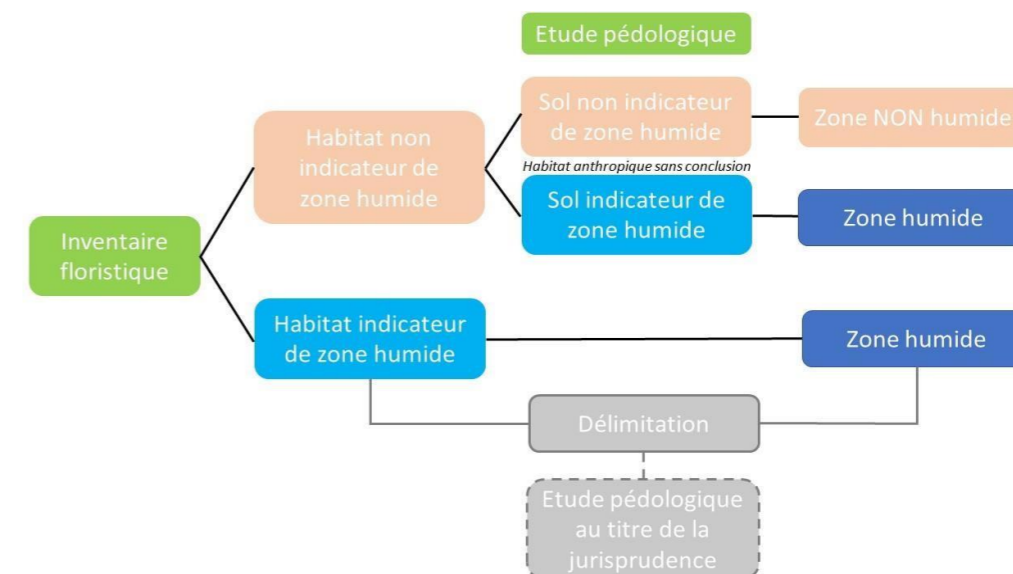 Etude pédologique
Inventaire
floristique
Habitat non
indicateur de
zone humide
Sol non indicateur
de zone humide
Zone NON humide
Habitat anthropique sans conclusion
Sol indicateur de
zone humide
Zone humide
Habitat indicateur
de zone humide
Zone humide
Délimitation
Etude pédologique
au titre de la
jurisprudence